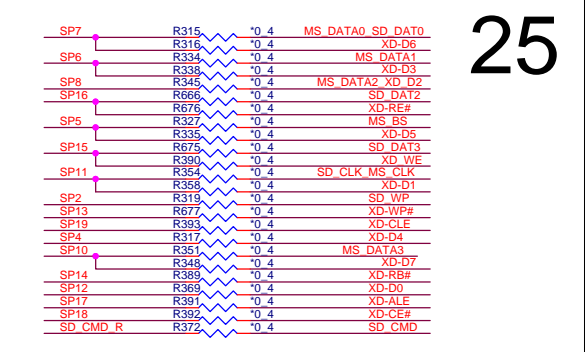 25
SP7 R315 *0_4 MS_DATA0_SD_DAT0
R316 *0_4 XD-D6
SP6 R334 *0_4 MS_DATA1
R338 *0_4 XD-D3
SP8 R345 *0_4 MS_DATA2_XD_D2
SP16 R666 *0_4 SD_DAT2
R676 *0_4 XD-RE#
SP5 R327 *0_4 MS_BS
R335 *0_4 XD-D5
SP15 R675 *0_4 SD_DAT3
R390 *0_4 XD_WE
SP11 R354 *0_4 SD_CLK_MS_CLK
R358 *0_4 XD-D1
SP2 R319 *0_4 SD_WP
SP13 R677 *0_4 XD-WP#
SP19 R393 *0_4 XD-CLE
SP4 R317 *0_4 XD-D4
SP10 R351 *0_4 MS_DATA3
R348 *0_4 XD-D7
SP14 R389 *0_4 XD-RB#
SP12 R369 *0_4 XD-D0
SP17 R391 *0_4 XD-ALE
SP18 R392 *0_4 XD-CE#
SD_CMD_R R372 *0_4 SD_CMD